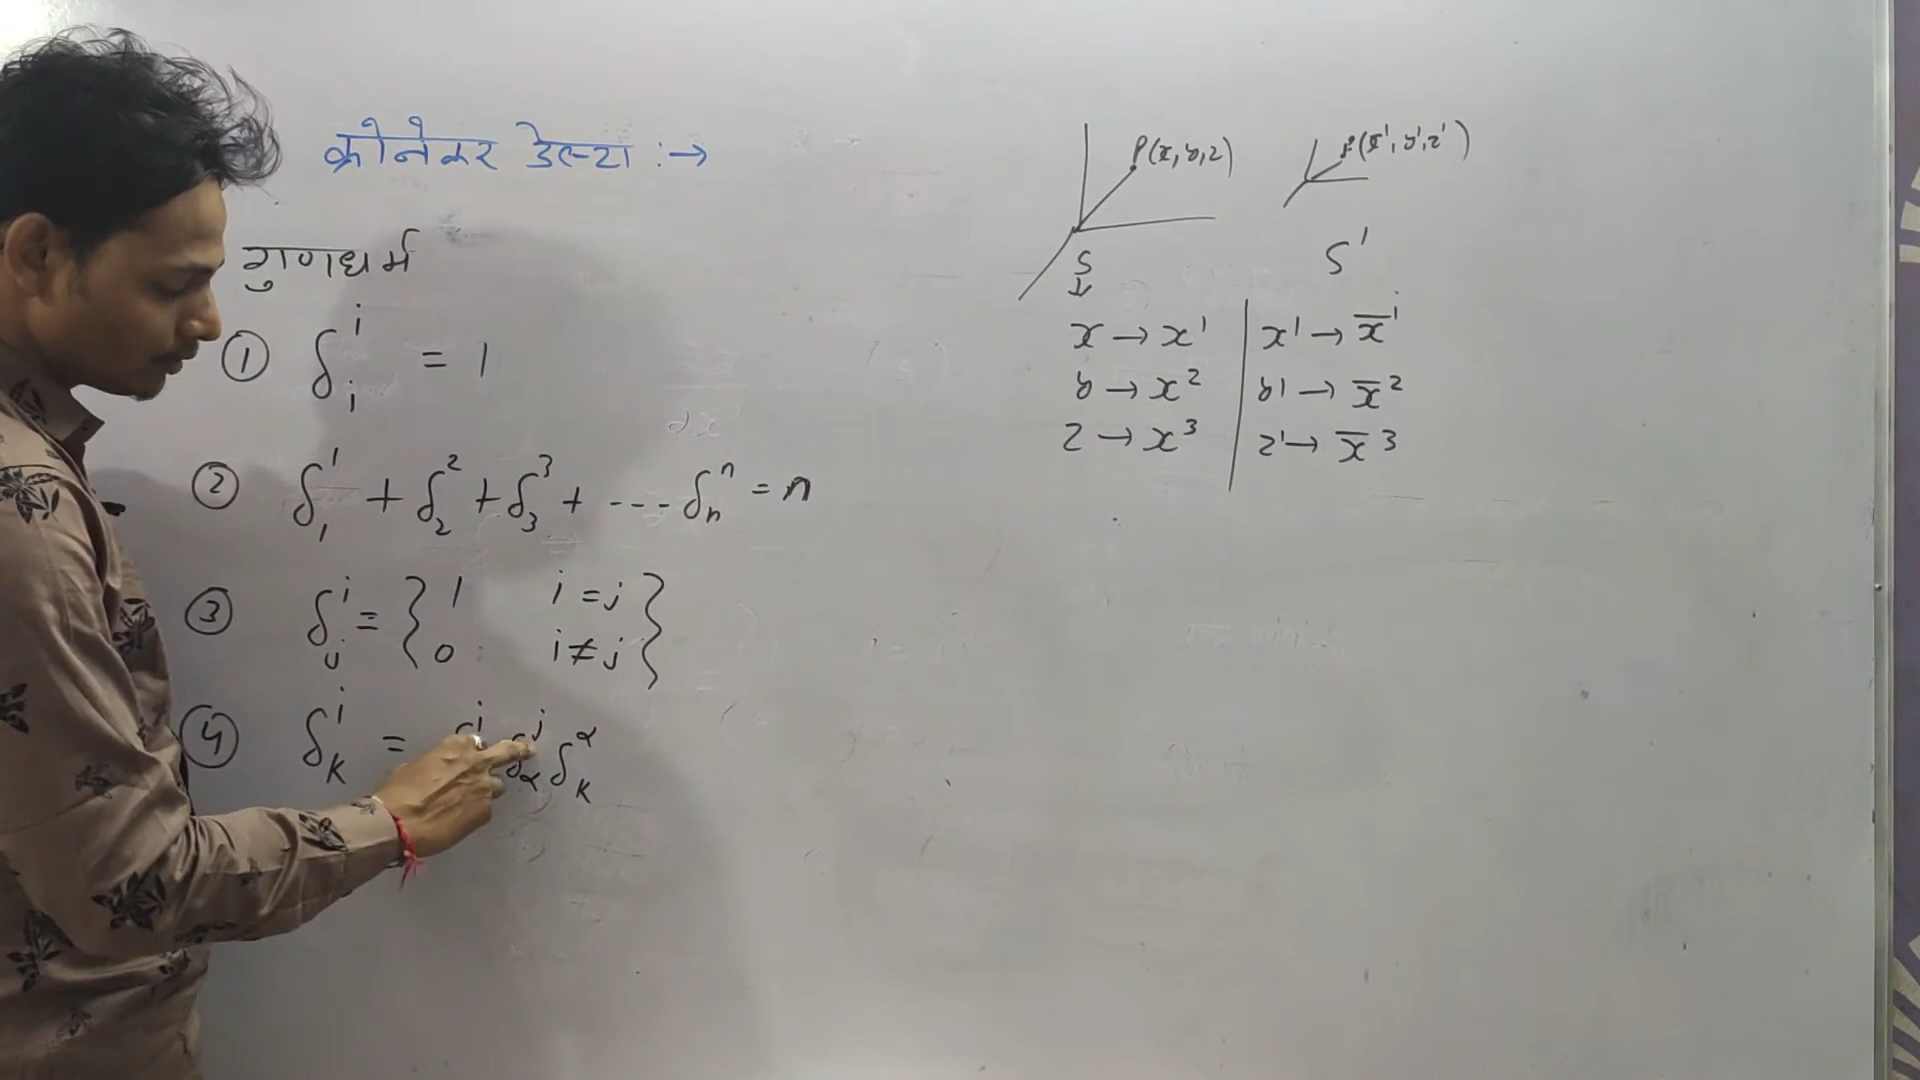 क्रोनेकर डेल्टा :→
गुणधर्म
① δ^i_i = 1
② δ^1_1 + δ^2_2 + δ^3_3 + --- δ^n_n = n
③ δ^i_j = { 1 i = j
0 i ≠ j }
④ δ^i_k = δ^j_α δ^α_k
P(x, y, z)
P(x', y', z')
S
↓
S'
x → x^1 | x' → x̄^1
y → x^2 | y' → x̄^2
z → x^3 | z' → x̄^3